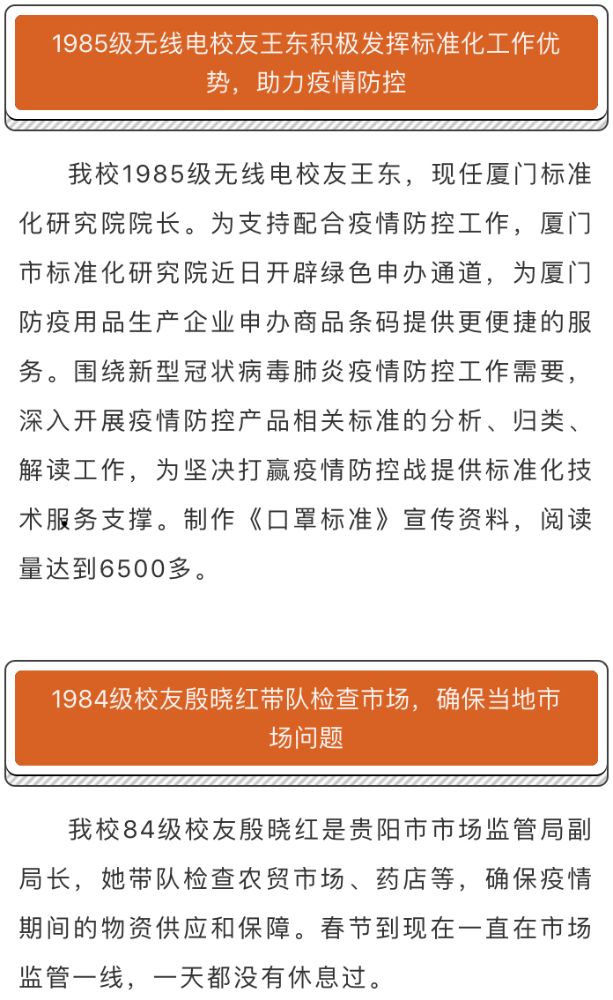 1985级无线电校友王东积极发挥标准化工作优
势，助力疫情防控
我校1985级无线电校友王东，现任厦门标准
化研究院院长。为支持配合疫情防控工作，厦门
市标准化研究院近日开辟绿色申办通道，为厦门
防疫用品生产企业申办商品条码提供更便捷的服
务。围绕新型冠状病毒肺炎疫情防控工作需要，
深入开展疫情防控产品相关标准的分析、归类、
解读工作，为坚决打赢疫情防控战提供标准化技
术服务支撑。制作《口罩标准》宣传资料，阅读
量达到6500多。
1984级校友殷晓红带队检查市场，确保当地市
场问题
我校84级校友殷晓红是贵阳市市场监管局副
局长，她带队检查农贸市场、药店等，确保疫情
期间的物资供应和保障。春节到现在一直在市场
监管一线，一天都没有休息过。